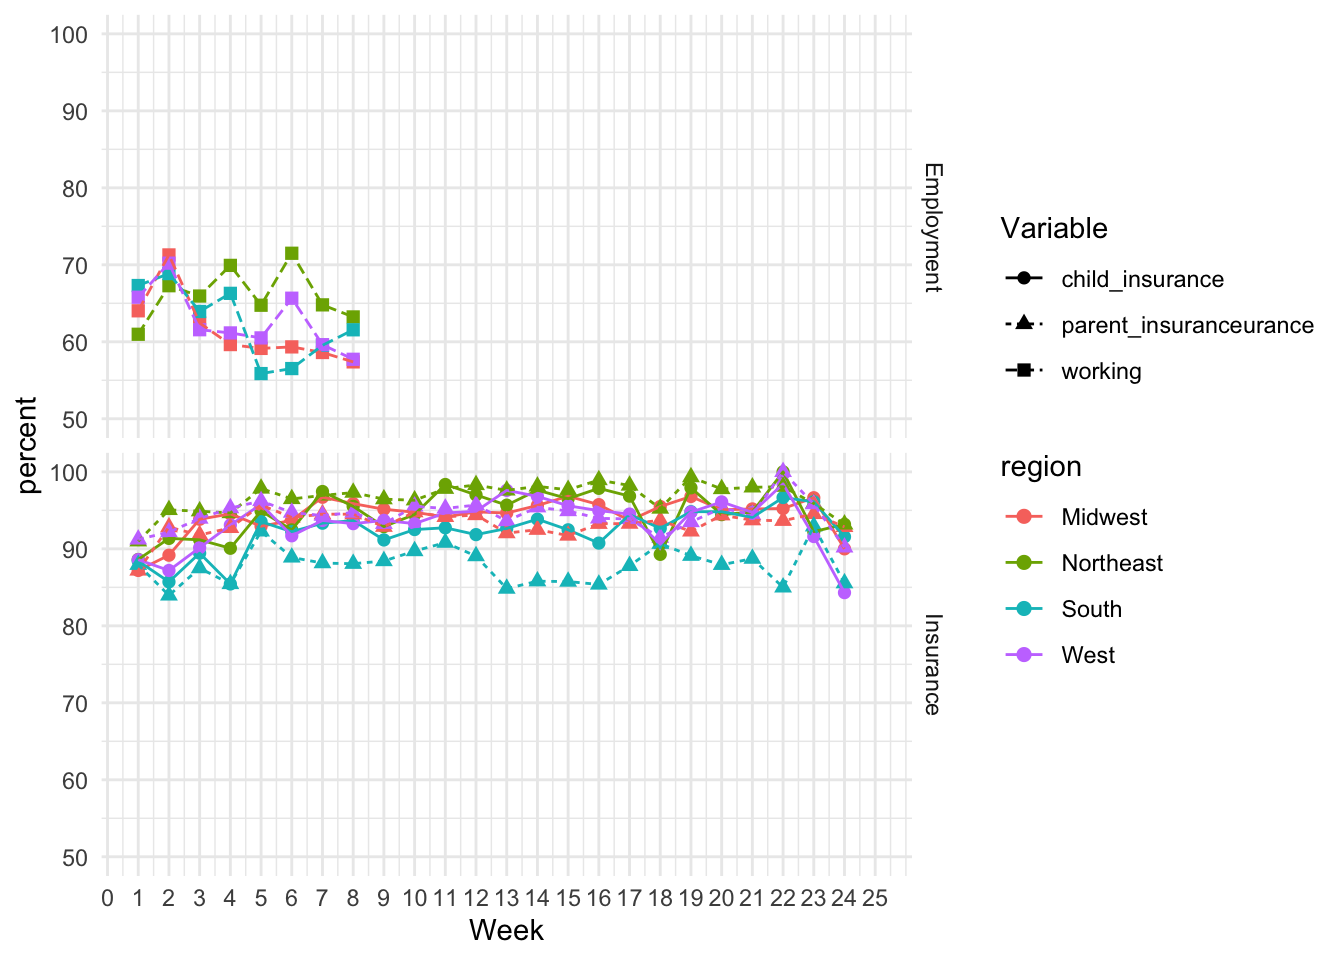 100
90
80
70
60
50
Employment
percent
100
90
80
70
60
50
Insurance
0 1 2 3 4 5 6 7 8 9 10 11 12 13 14 15 16 17 18 19 20 21 22 23 24 25
Week
Variable
child_insurance
parent_insuranceurance
working
region
Midwest
Northeast
South
West